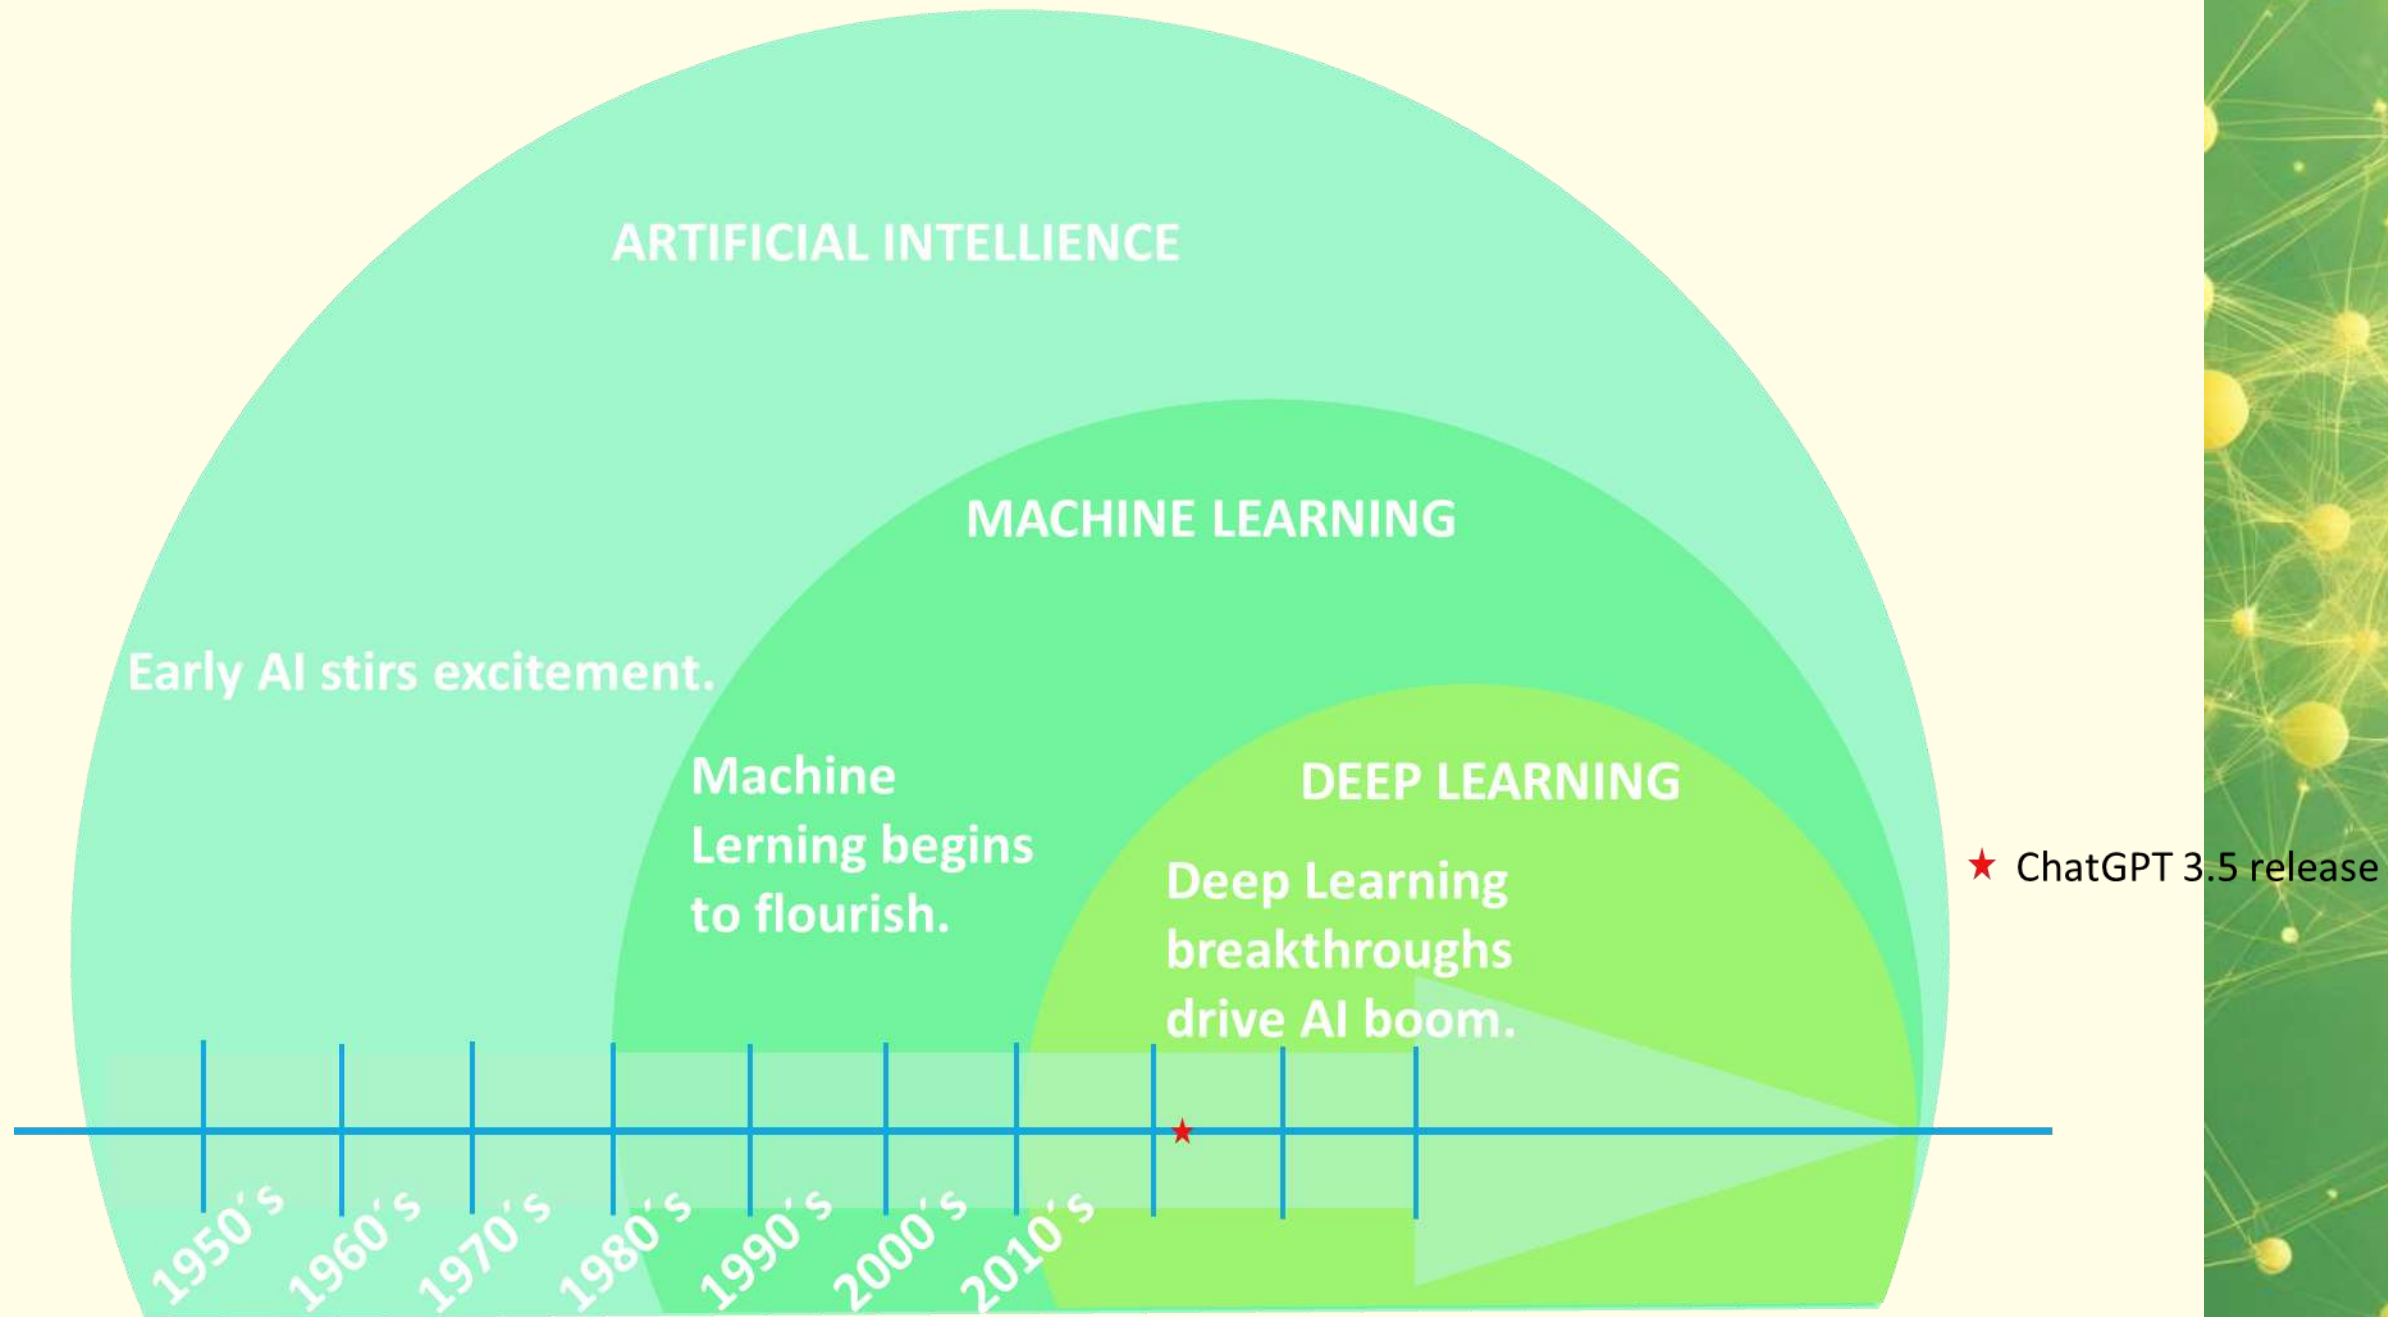 ARTIFICIAL INTELLIENCE
MACHINE LEARNING
Early AI stirs excitement.
Machine
Lerning begins
to flourish.
DEEP LEARNING
Deep Learning
breakthroughs
drive AI boom.
ChatGPT 3.5 release
1950´s
1960´s
1970´s
1980´s
1990´s
2000´s
2010´s